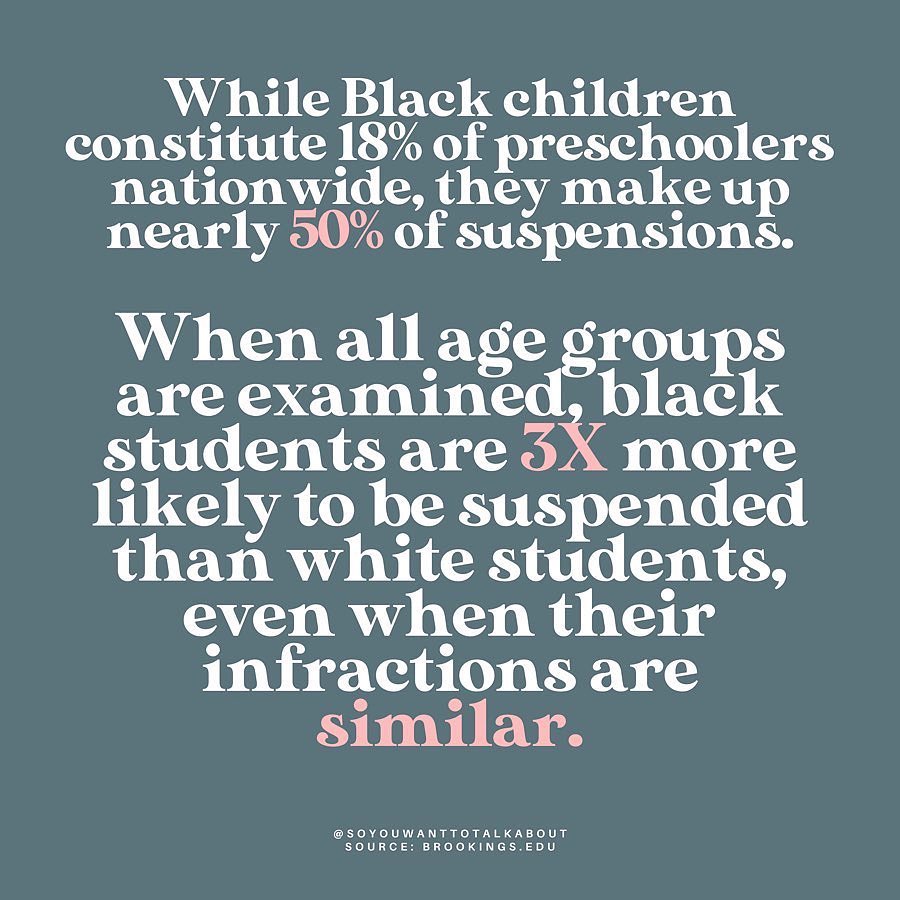 While Black children
constitute 18% of preschoolers
nationwide, they make up
nearly 50% of suspensions.
When all age groups
are examined, black
students are 3X more
likely to be suspended
than white students,
even when their
infractions are
similar.
@SOYOUWANTTOTALKABOUT
SOURCE: BROOKINGS.EDU